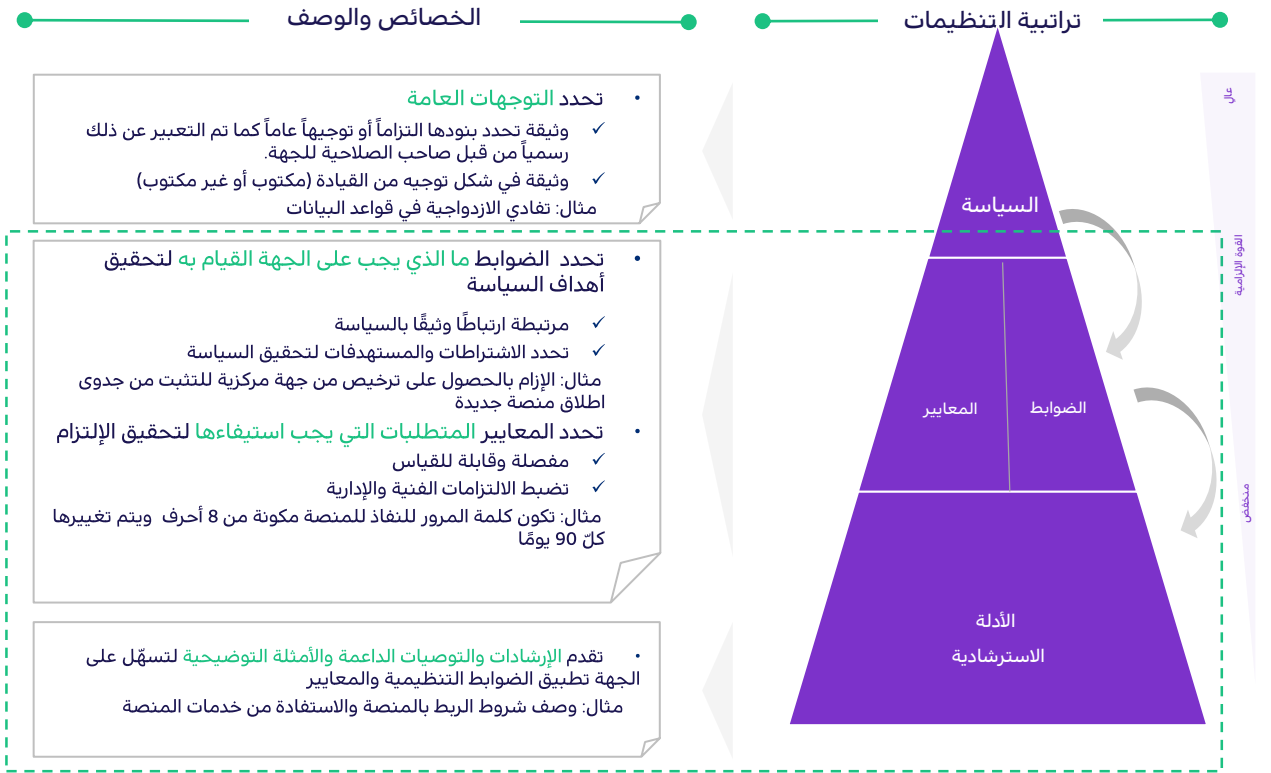 تراتبية التنظيمات
الخصائص والوصف
عالي
القوة الإلزامية
منخفض
السياسة
الضوابط
المعايير
الأدلة
الاسترشادية
• تحدد التوجهات العامة
✓ وثيقة تحدد بنودها التزاماً أو توجيهاً عاماً كما تم التعبير عن ذلك
رسمياً من قبل صاحب الصلاحية للجهة.
✓ وثيقة في شكل توجيه من القيادة (مكتوب أو غير مكتوب)
مثال: تفادي الازدواجية في قواعد البيانات
• تحدد الضوابط ما الذي يجب على الجهة القيام به لتحقيق
أهداف السياسة
✓ مرتبطة ارتباطًا وثيقًا بالسياسة
✓ تحدد الاشتراطات والمستهدفات لتحقيق السياسة
مثال: الإزام بالحصول على ترخيص من جهة مركزية للتثبت من جدوى
اطلاق منصة جديدة
• تحدد المعايير المتطلبات التي يجب استيفاءها لتحقيق الإلتزام
✓ مفصلة وقابلة للقياس
✓ تضبط الالتزامات الفنية والإدارية
مثال: تكون كلمة المرور للنفاذ للمنصة مكونة من 8 أحرف ويتم تغييرها
كلّ 90 يومًا
• تقدم الإرشادات والتوصيات الداعمة والأمثلة التوضيحية لتسهّل على
الجهة تطبيق الضوابط التنظيمية والمعايير
مثال: وصف شروط الربط بالمنصة والاستفادة من خدمات المنصة